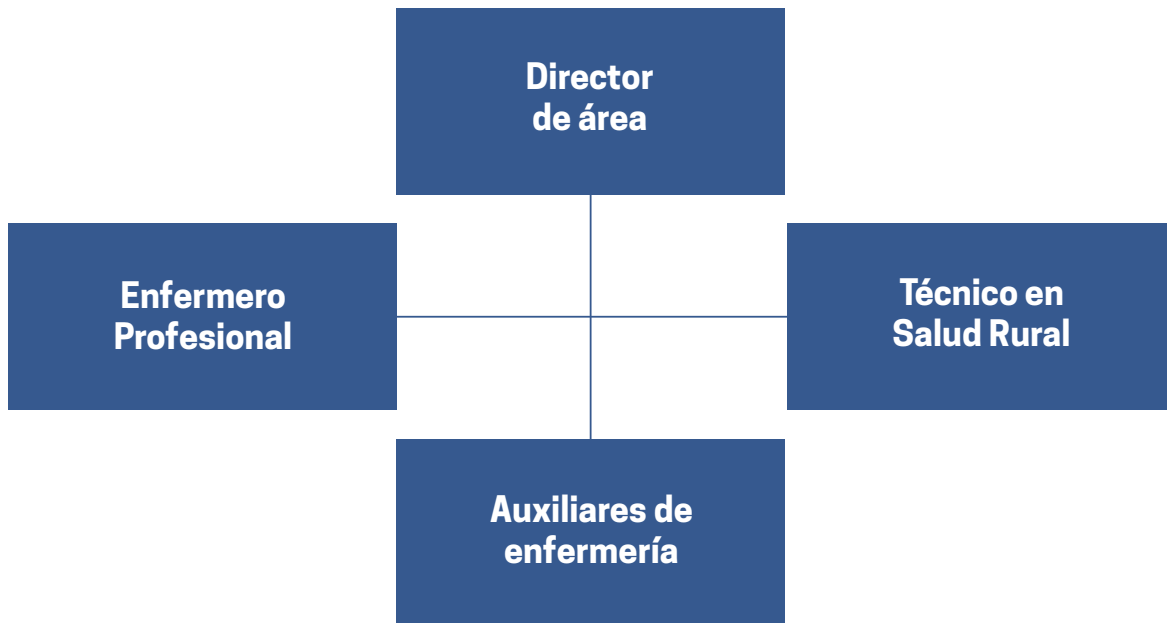 Director
de área
Enfermero
Profesional
Técnico en
Salud Rural
Auxiliares de
enfermería